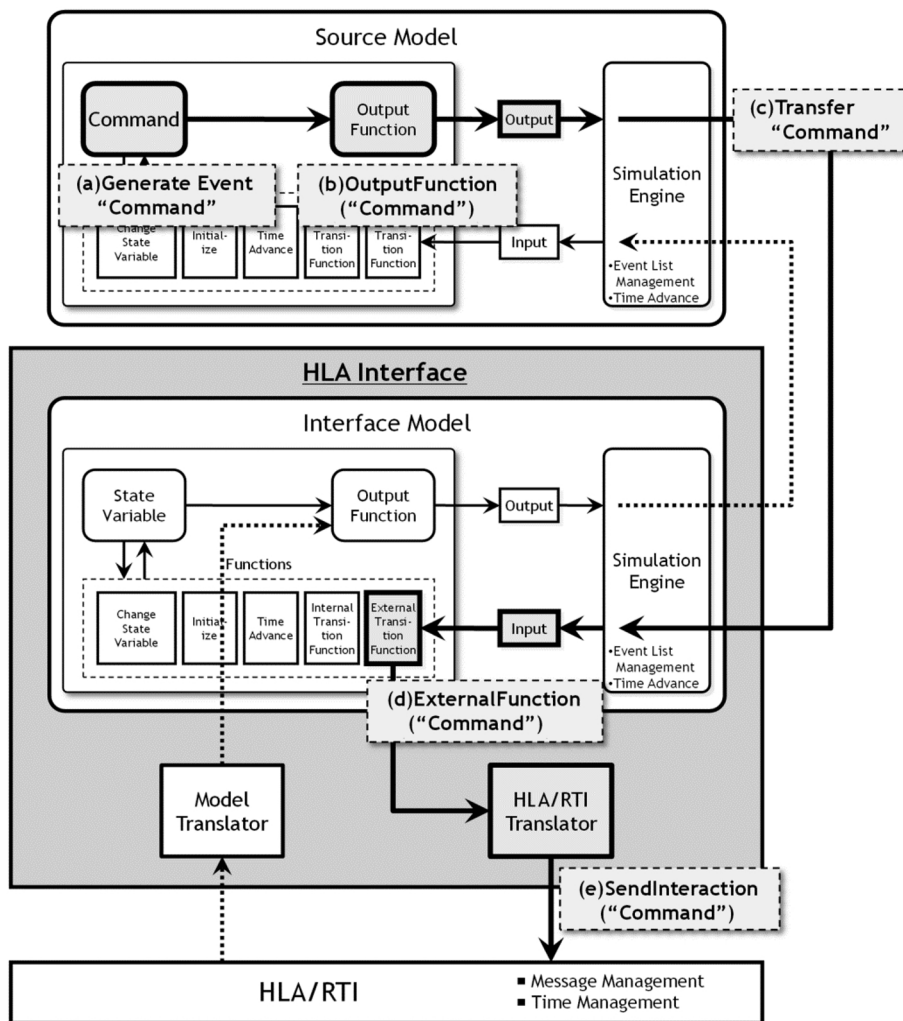 Source Model
Command
Output
Function
Output
(c)Transfer
“Command”
(a)Generate Event
“Command”
(b)OutputFunction
(“Command”)
Simulation
Engine
Change
State
Variable
Initial-
ize
Time
Advance
Transi-
tion
Function
Transi-
tion
Function
Input
•Event List
Management
•Time Advance
HLA Interface
Interface Model
State
Variable
Output
Function
Output
Functions
Simulation
Engine
Change
State
Variable
Initial-
ize
Time
Advance
Internal
Transi-
tion
Function
External
Transi-
tion
Function
Input
•Event List
Management
•Time Advance
(d)ExternalFunction
(“Command”)
Model
Translator
HLA/RTI
Translator
(e)SendInteraction
(“Command”)
HLA/RTI
▪ Message Management
▪ Time Management